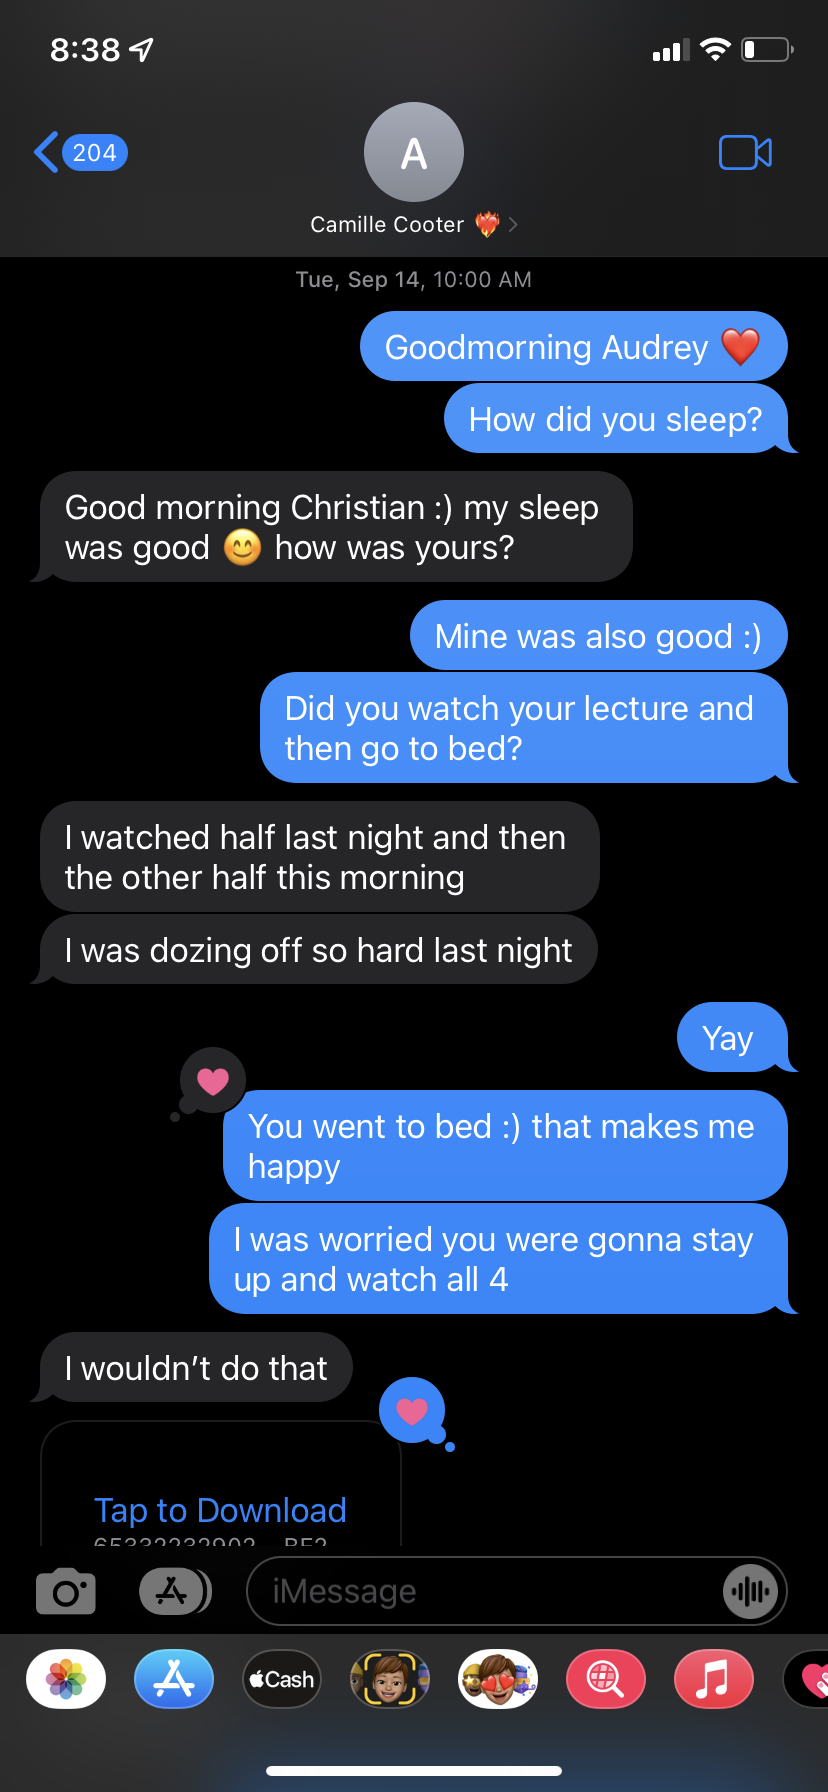 8:38
204
A
Camille Cooter ❤️‍🔥
Tue, Sep 14, 10:00 AM
Goodmorning Audrey ❤️
How did you sleep?
Good morning Christian :) my sleep
was good 😊 how was yours?
Mine was also good :)
Did you watch your lecture and
then go to bed?
I watched half last night and then
the other half this morning
I was dozing off so hard last night
Yay
You went to bed :) that makes me
happy
I was worried you were gonna stay
up and watch all 4
I wouldn't do that
Tap to Download
iMessage
Cash